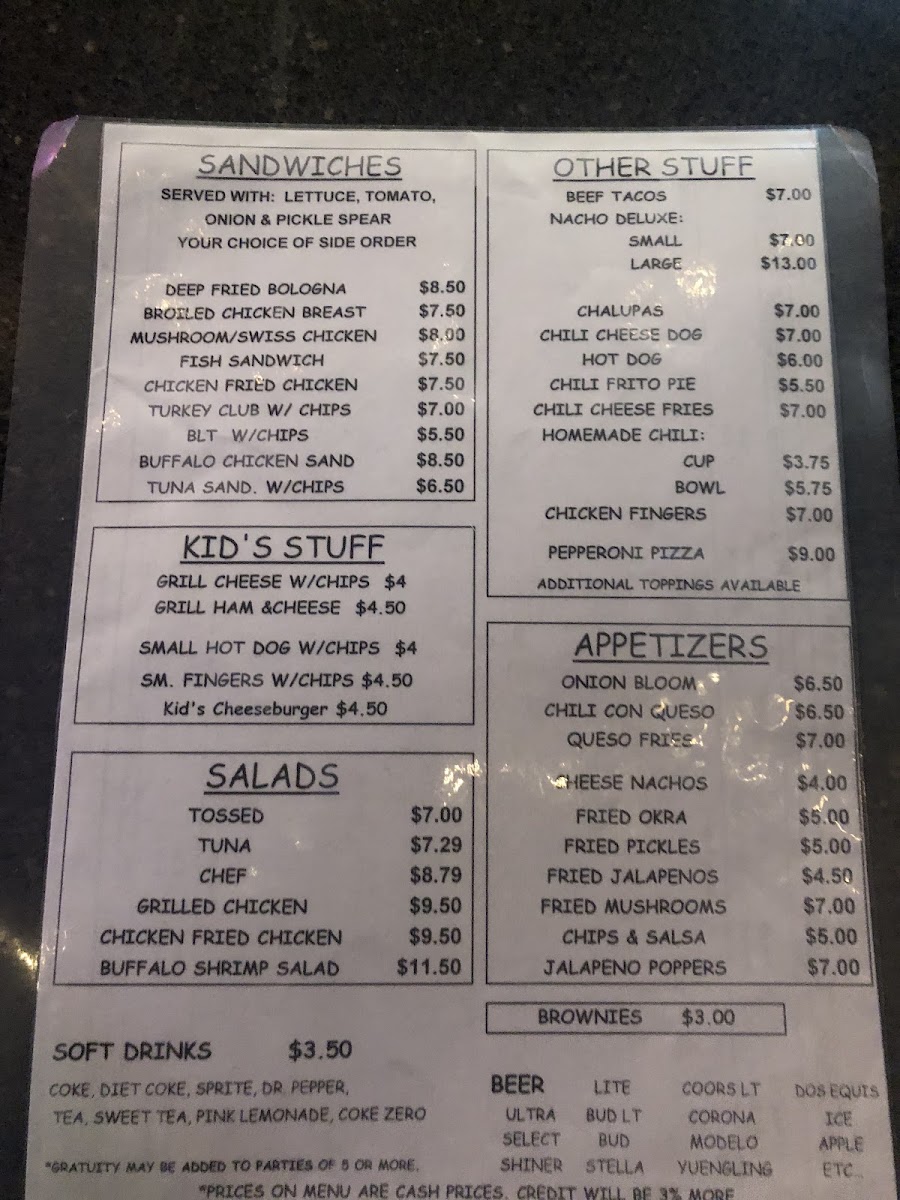 SANDWICHES
SERVED WITH: LETTUCE, TOMATO,
ONION & PICKLE SPEAR
YOUR CHOICE OF SIDE ORDER
DEEP FRIED BOLOGNA $8.50
BROILED CHICKEN BREAST $7.50
MUSHROOM/SWISS CHICKEN $8.00
FISH SANDWICH $7.50
CHICKEN FRIED CHICKEN $7.50
TURKEY CLUB W/ CHIPS $7.00
BLT W/CHIPS $5.50
BUFFALO CHICKEN SAND $8.50
TUNA SAND. W/CHIPS $6.50
KID'S STUFF
GRILL CHEESE W/CHIPS $4
GRILL HAM &CHEESE $4.50
SMALL HOT DOG W/CHIPS $4
SM. FINGERS W/CHIPS $4.50
Kid's Cheeseburger $4.50
SALADS
TOSSED $7.00
TUNA $7.29
CHEF $8.79
GRILLED CHICKEN $9.50
CHICKEN FRIED CHICKEN $9.50
BUFFALO SHRIMP SALAD $11.50
OTHER STUFF
BEEF TACOS $7.00
NACHO DELUXE:
SMALL $7.00
LARGE $13.00
CHALUPAS $7.00
CHILI CHEESE DOG $7.00
HOT DOG $6.00
CHILI FRITO PIE $5.50
CHILI CHEESE FRIES $7.00
HOMEMADE CHILI:
CUP $3.75
BOWL $5.75
CHICKEN FINGERS $7.00
PEPPERONI PIZZA $9.00
ADDITIONAL TOPPINGS AVAILABLE
APPETIZERS
ONION BLOOM $6.50
CHILI CON QUESO $6.50
QUESO FRIES $7.00
CHEESE NACHOS $4.00
FRIED OKRA $5.00
FRIED PICKLES $5.00
FRIED JALAPENOS $4.50
FRIED MUSHROOMS $7.00
CHIPS & SALSA $5.00
JALAPENO POPPERS $7.00
BROWNIES $3.00
SOFT DRINKS $3.50
COKE, DIET COKE, SPRITE, DR. PEPPER,
TEA, SWEET TEA, PINK LEMONADE, COKE ZERO
BEER LITE COORS LT DOS EQUIS
ULTRA BUD LT CORONA ICE
SELECT BUD MODELO APPLE
SHINER STELLA YUENGLING ETC...
*GRATUITY MAY BE ADDED TO PARTIES OF 5 OR MORE.
*PRICES ON MENU ARE CASH PRICES. CREDIT WILL BE 3% MORE